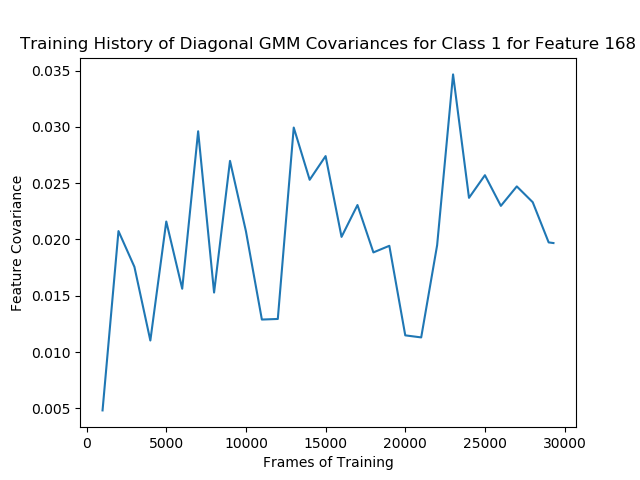 Training History of Diagonal GMM Covariances for Class 1 for Feature 168
0.035
0.030
0.025
0.020
0.015
0.010
0.005
Feature Covariance
0 5000 10000 15000 20000 25000 30000
Frames of Training